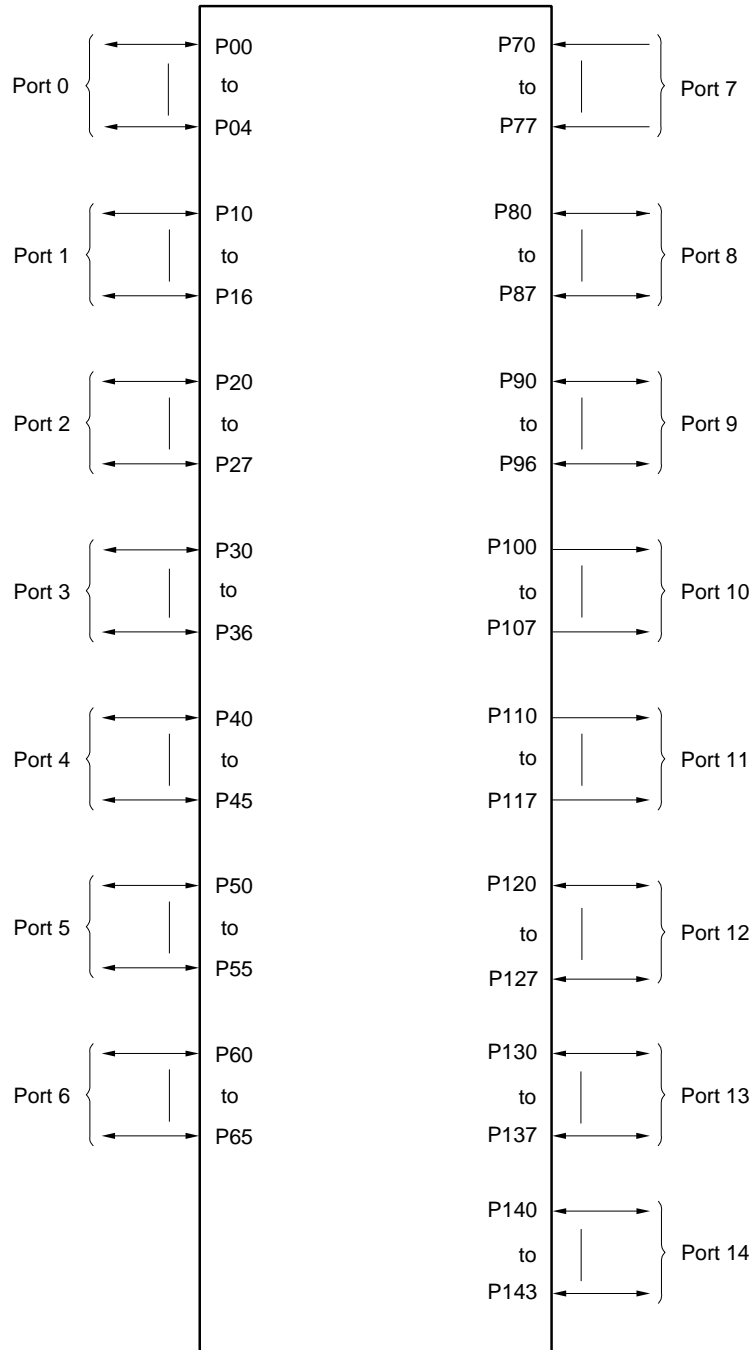 Port 0
P00
to
P04
Port 1
P10
to
P16
Port 2
P20
to
P27
Port 3
P30
to
P36
Port 4
P40
to
P45
Port 5
P50
to
P55
Port 6
P60
to
P65
P70
to
P77
Port 7
P80
to
P87
Port 8
P90
to
P96
Port 9
P100
to
P107
Port 10
P110
to
P117
Port 11
P120
to
P127
Port 12
P130
to
P137
Port 13
P140
to
P143
Port 14